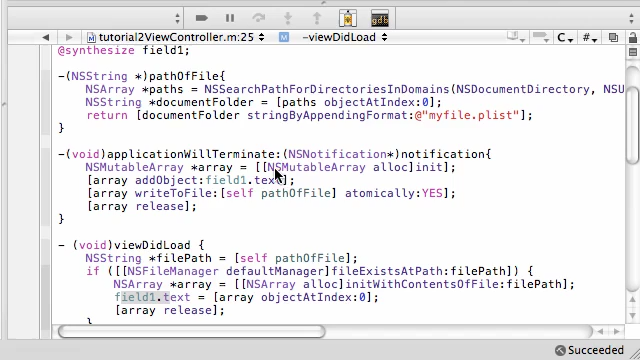 gdb
tutorial2ViewController.m:25 M -viewDidLoad C #
@synthesize field1;
-(NSString *)pathOfFile{
NSArray *paths = NSSearchPathForDirectoriesInDomains(NSDocumentDirectory, NSU
NSString *documentFolder = [paths objectAtIndex:0];
return [documentFolder stringByAppendingFormat:@"myfile.plist"];
}
-(void)applicationWillTerminate:(NSNotification*)notification{
NSMutableArray *array = [[NSMutableArray alloc]init];
[array addObject:field1.text];
[array writeToFile:[self pathOfFile] atomically:YES];
[array release];
}
- (void)viewDidLoad {
NSString *filePath = [self pathOfFile];
if ([[NSFileManager defaultManager]fileExistsAtPath:filePath]) {
NSArray *array = [[NSArray alloc]initWithContentsOfFile:filePath];
field1.text = [array objectAtIndex:0];
[array release];
}
Succeeded